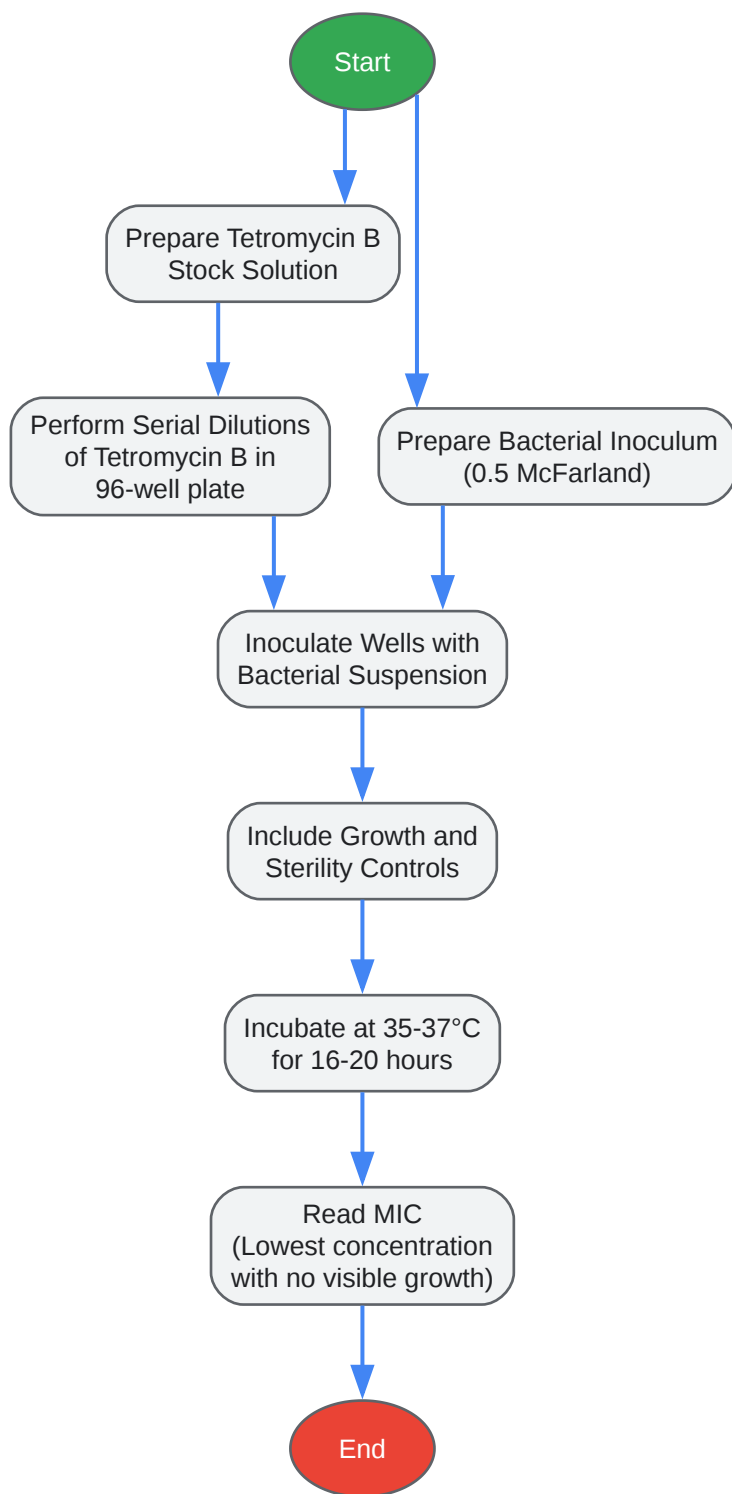 Start
Prepare Tetromycin B
Stock Solution
Perform Serial Dilutions
of Tetromycin B in
96-well plate
Prepare Bacterial Inoculum
(0.5 McFarland)
Inoculate Wells with
Bacterial Suspension
Include Growth and
Sterility Controls
Incubate at 35-37°C
for 16-20 hours
Read MIC
(Lowest concentration
with no visible growth)
End